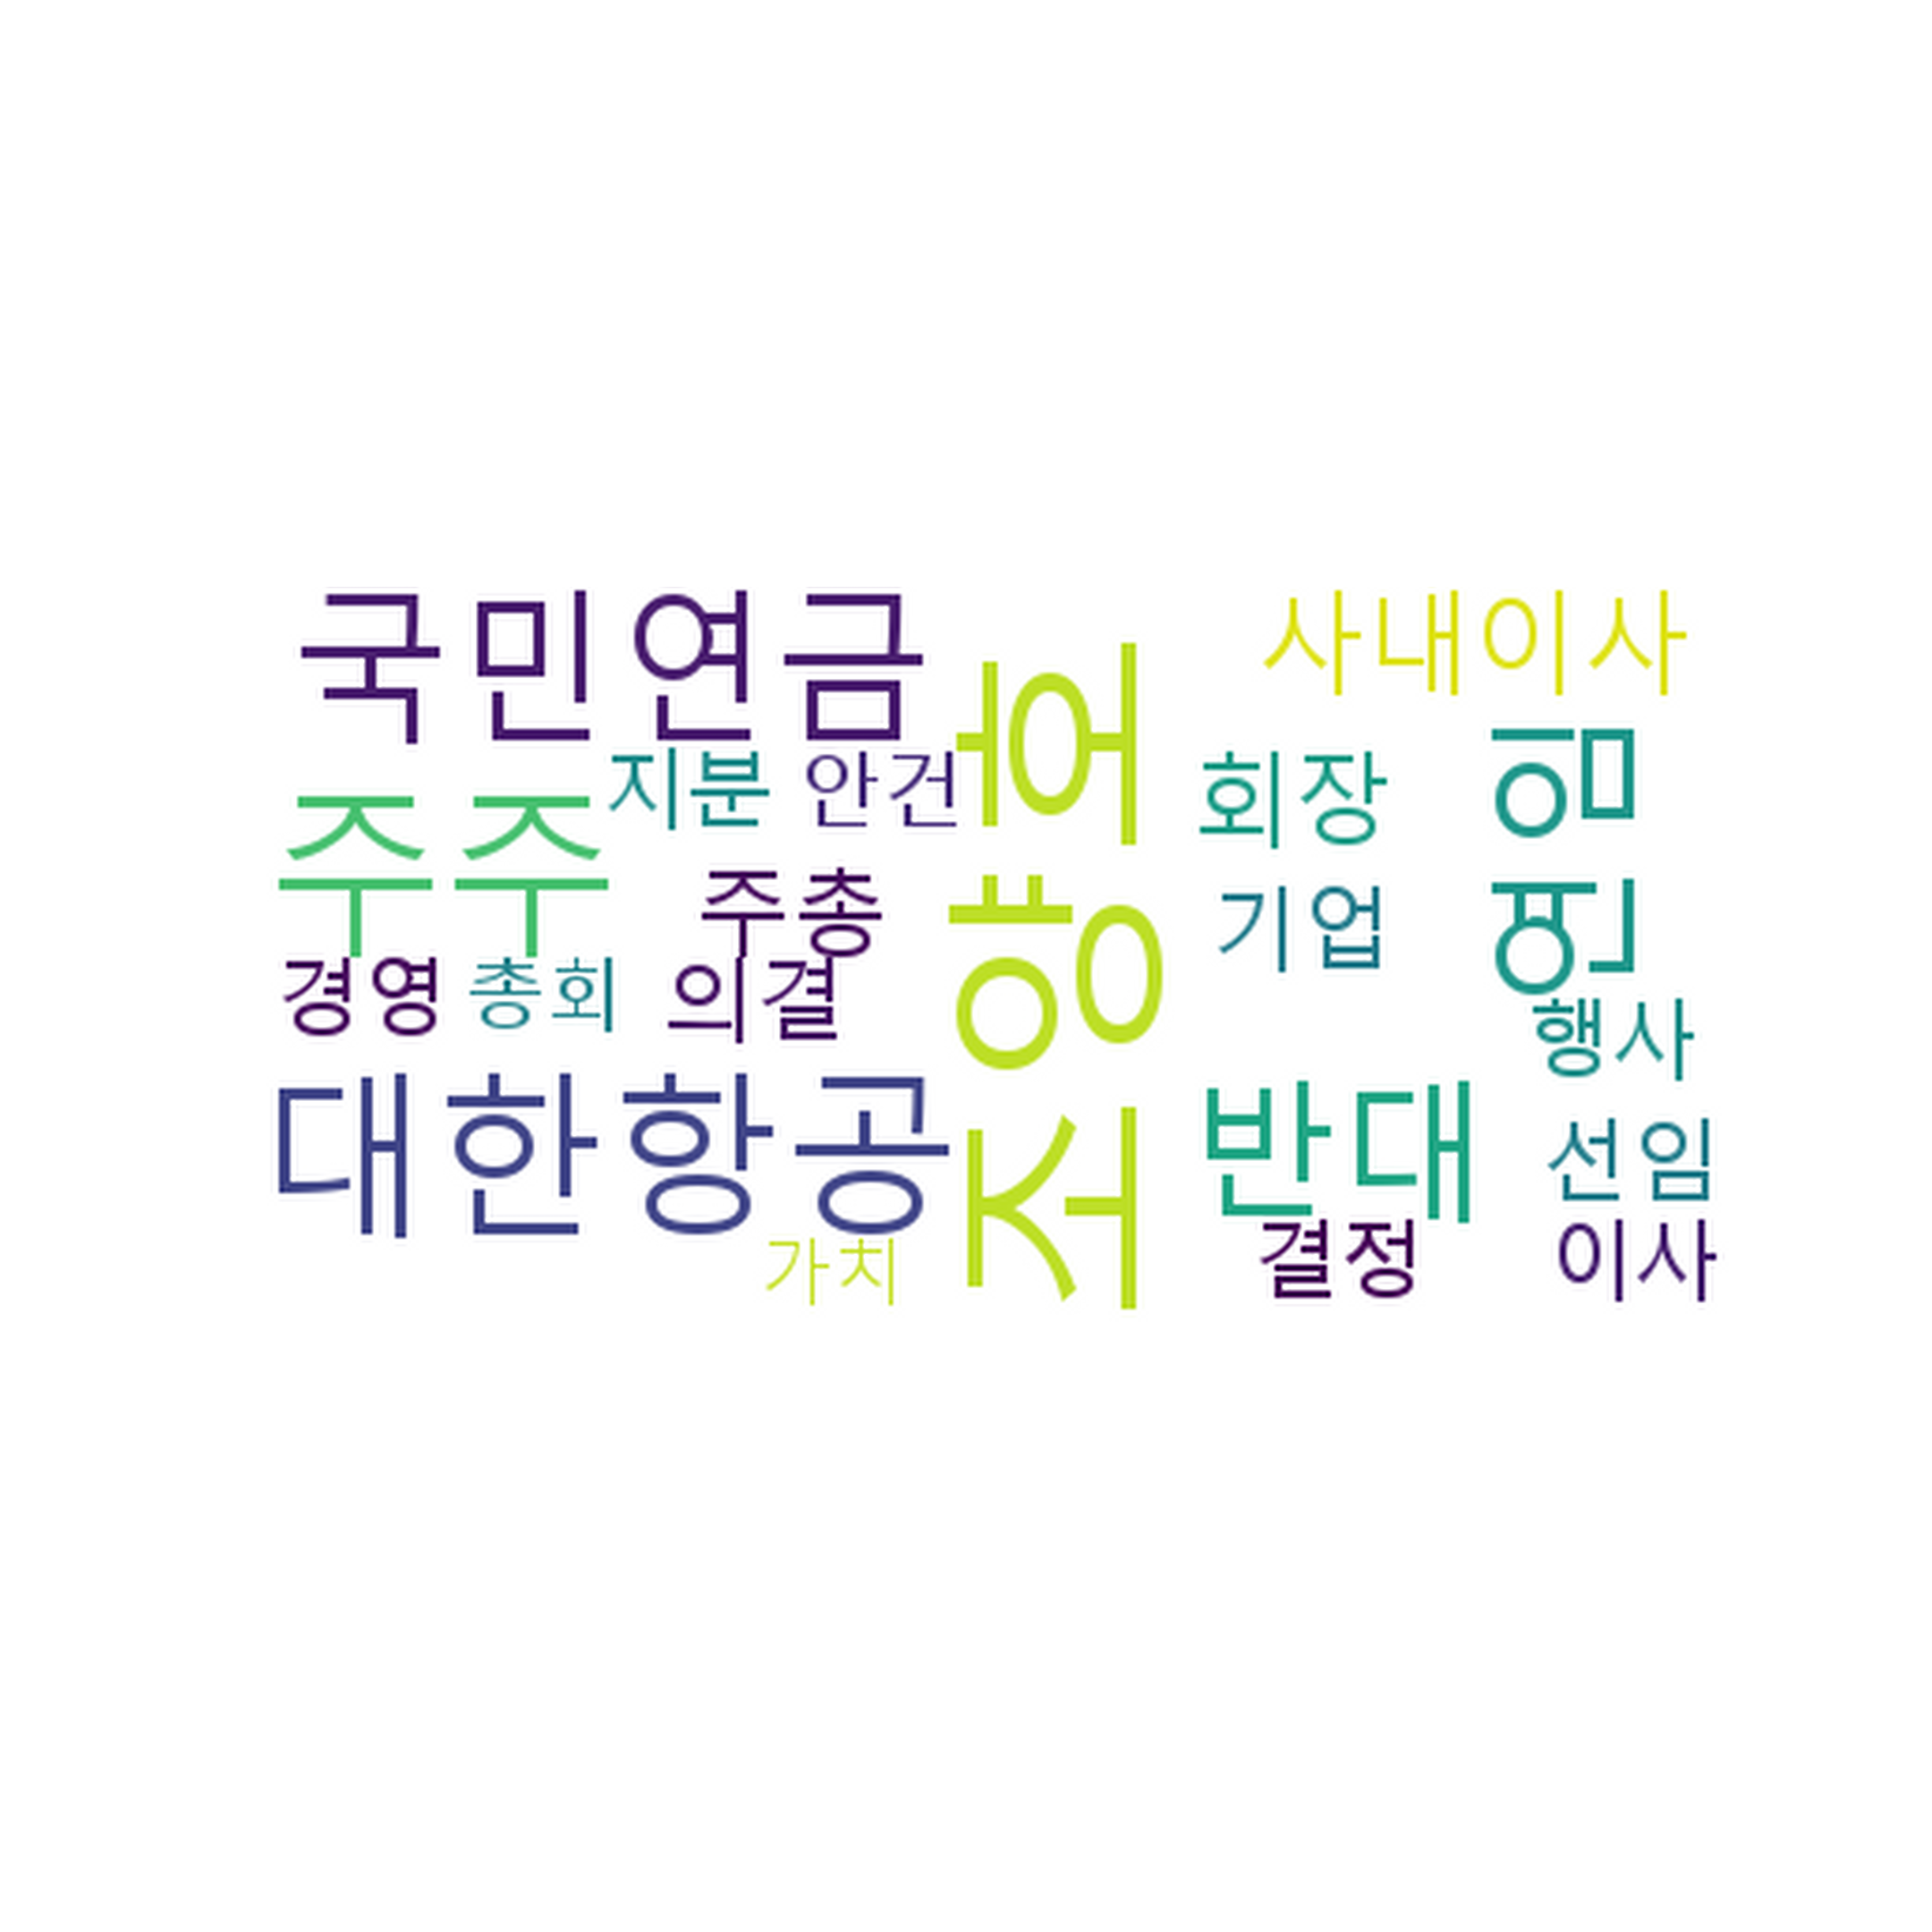 국민연금
사내이사
지분
안건
조양호
회장
연임
주주
주총
기업
경영
총회
의결
행사
대한항공
반대
선임
가치
결정
이사